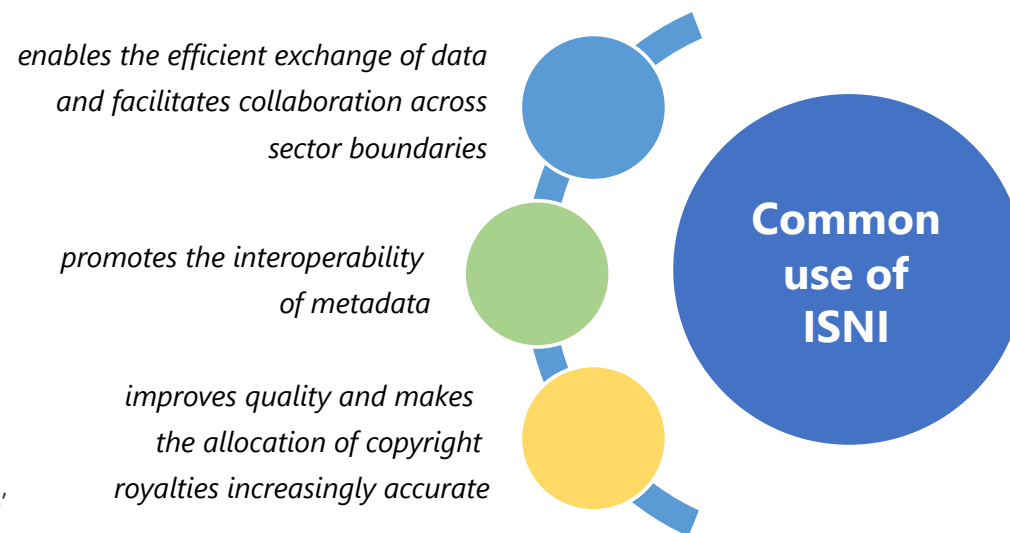 enables the efficient exchange of data
and facilitates collaboration across
sector boundaries
promotes the interoperability
of metadata
improves quality and makes
the allocation of copyright
royalties increasingly accurate
Common
use of
ISNI